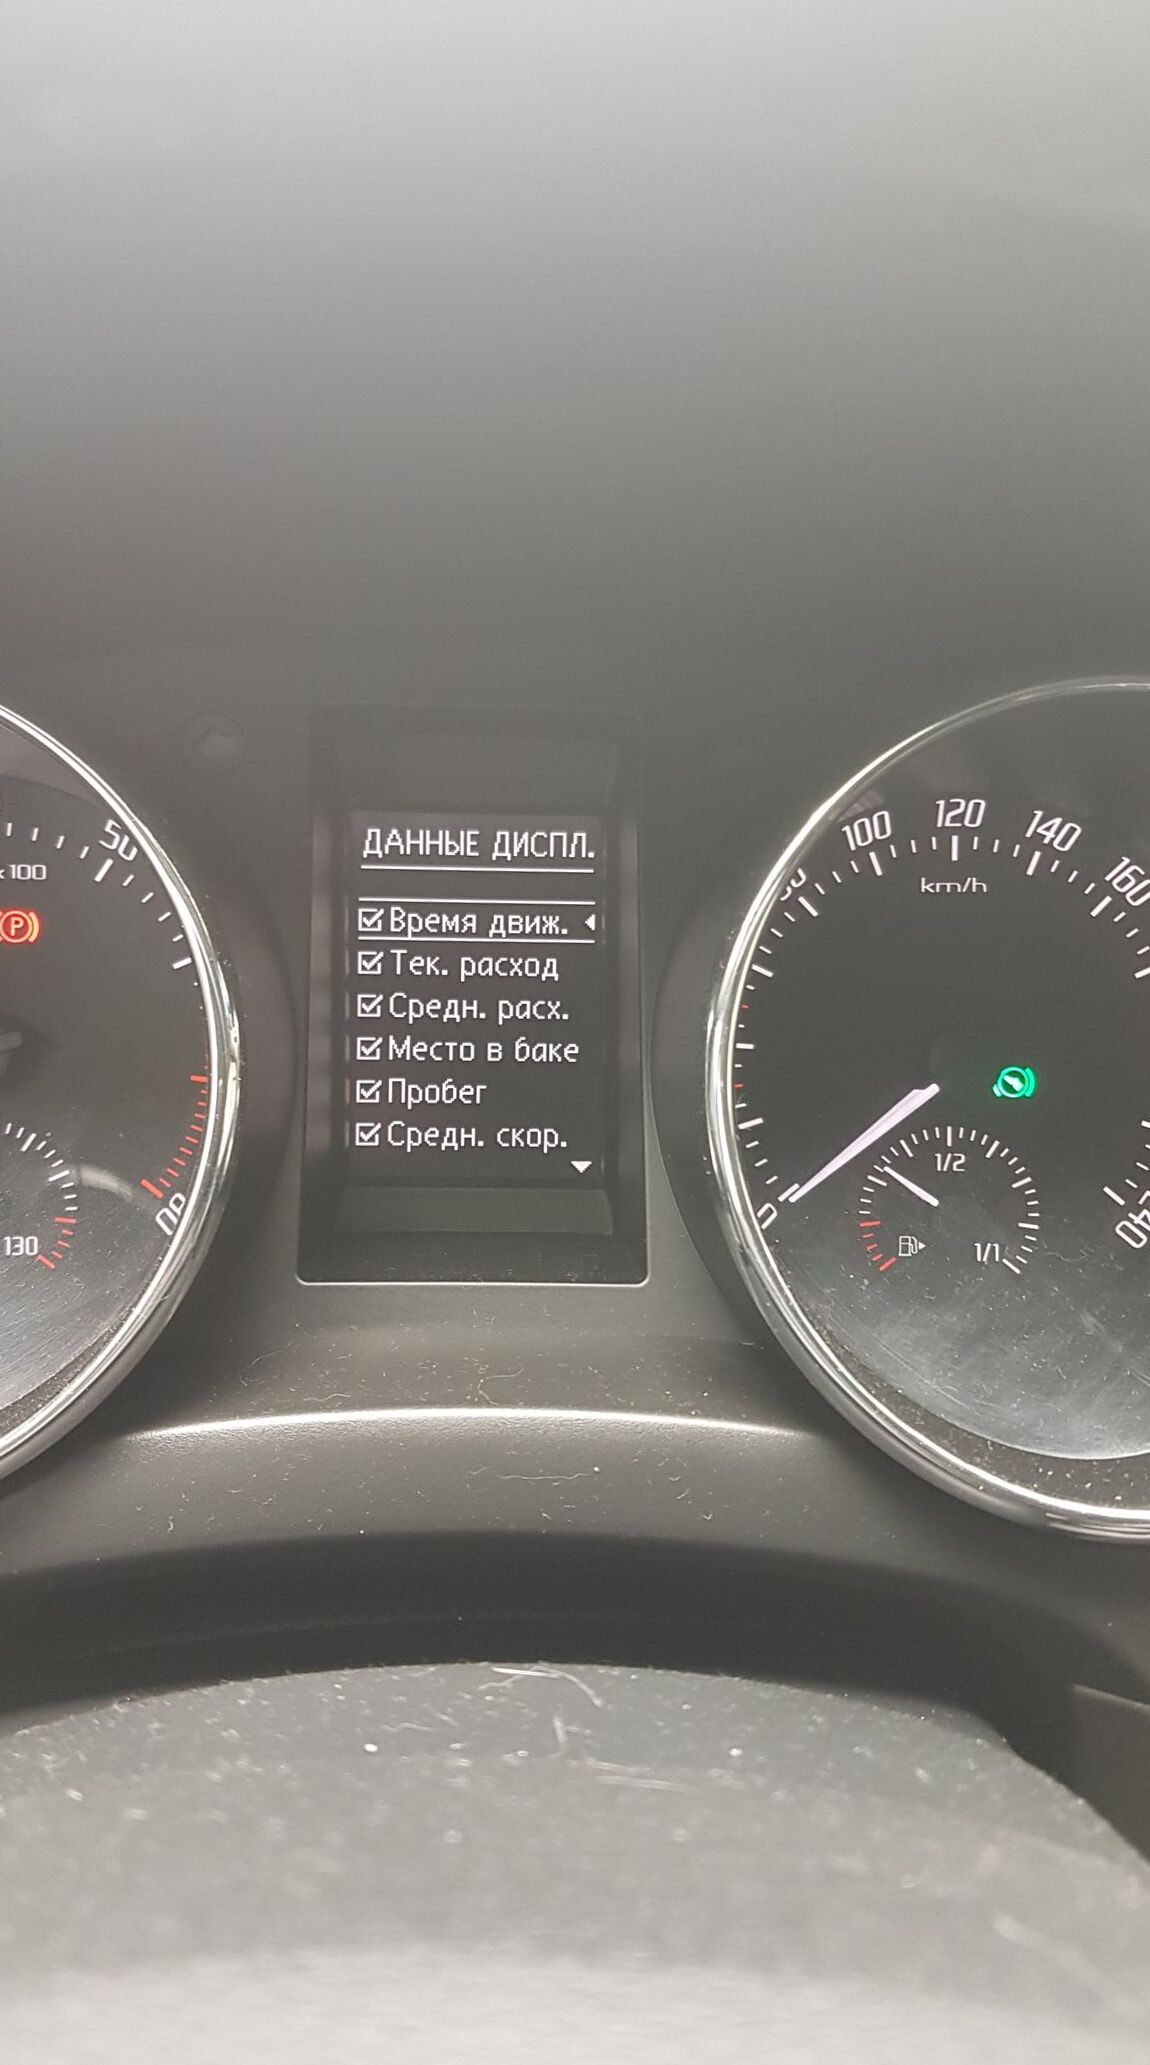 50
x100
P
130
ДАННЫЕ ДИСПЛ.
Время движ.
Тек. расход
Средн. расх.
Место в баке
Пробег
Средн. скор.
100
120
140
160
km/h
0
1/2
1/1